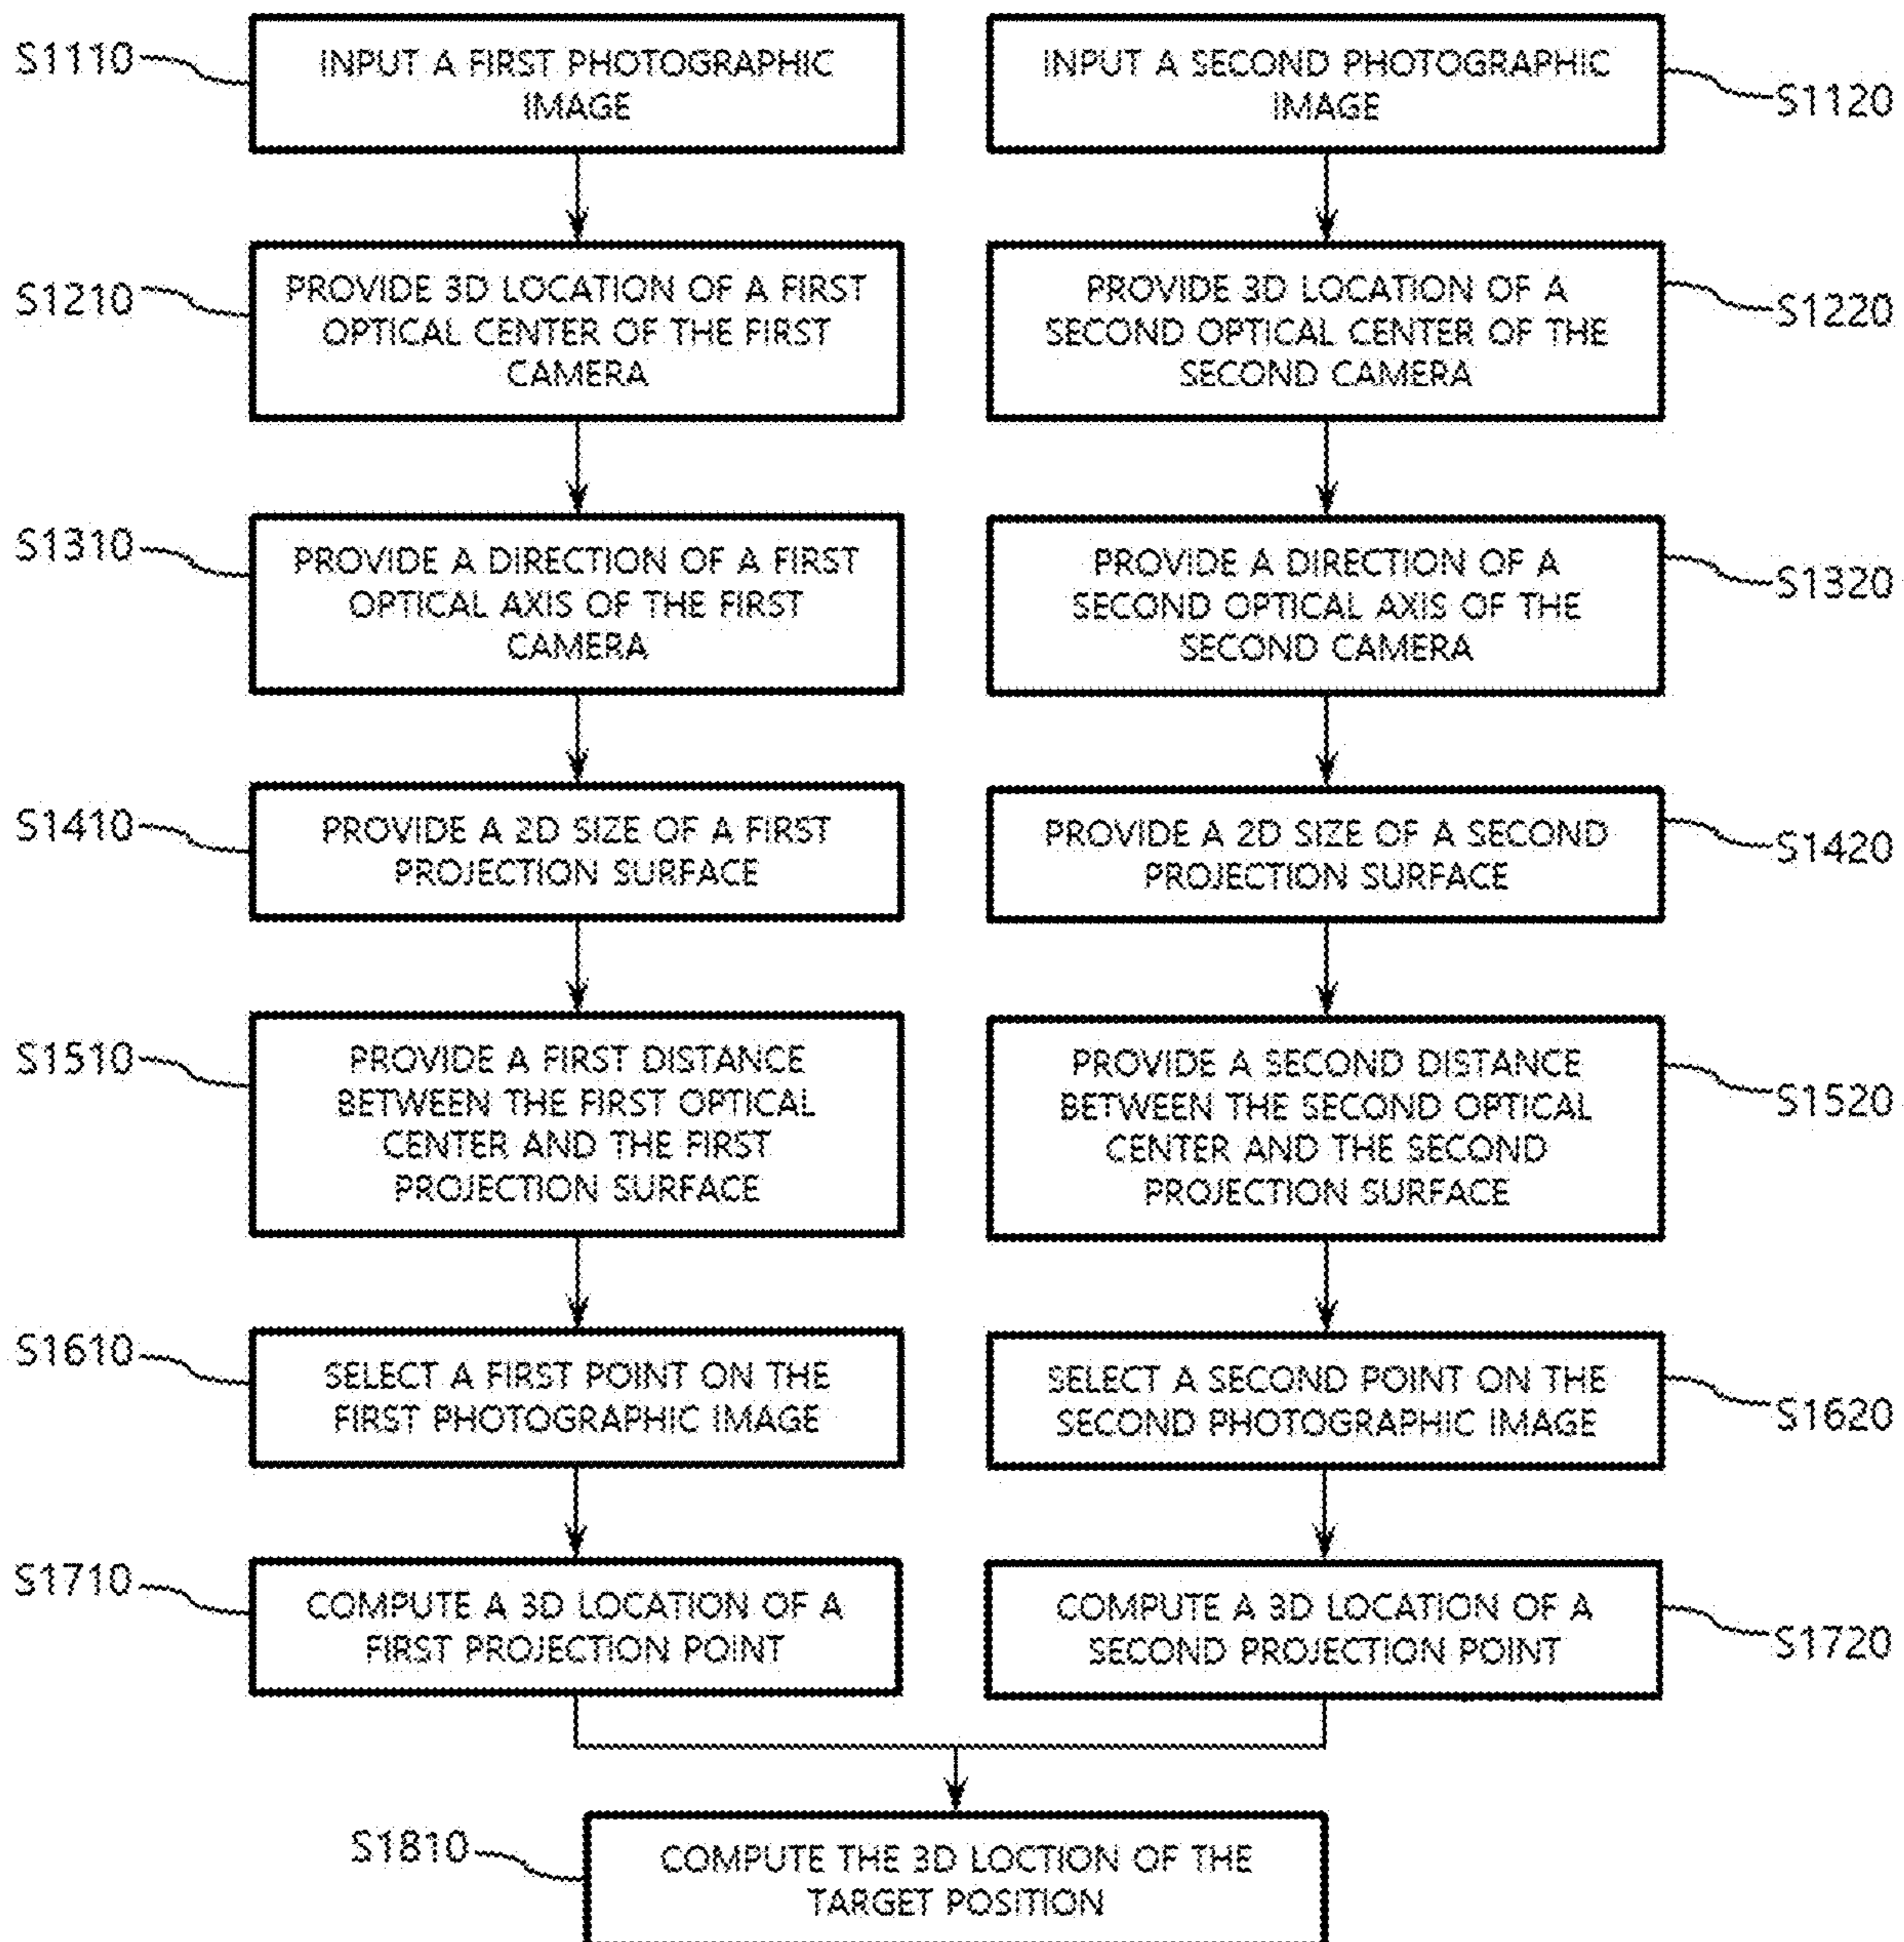 S1110
INPUT A FIRST PHOTOGRAPHIC
IMAGE
INPUT A SECOND PHOTOGRAPHIC
IMAGE
S1120
S1210
PROVIDE 3D LOCATION OF A FIRST
OPTICAL CENTER OF THE FIRST
CAMERA
PROVIDE 3D LOCATION OF A
SECOND OPTICAL CENTER OF THE
SECOND CAMERA
S1220
S1310
PROVIDE A DIRECTION OF A FIRST
OPTICAL AXIS OF THE FIRST
CAMERA
PROVIDE A DIRECTION OF A
SECOND OPTICAL AXIS OF THE
SECOND CAMERA
S1320
S1410
PROVIDE A 2D SIZE OF A FIRST
PROJECTION SURFACE
PROVIDE A 2D SIZE OF A SECOND
PROJECTION SURFACE
S1420
S1510
PROVIDE A FIRST DISTANCE
BETWEEN THE FIRST OPTICAL
CENTER AND THE FIRST
PROJECTION SURFACE
PROVIDE A SECOND DISTANCE
BETWEEN THE SECOND OPTICAL
CENTER AND THE SECOND
PROJECTION SURFACE
S1520
S1610
SELECT A FIRST POINT ON THE
FIRST PHOTOGRAPHIC IMAGE
SELECT A SECOND POINT ON THE
SECOND PHOTOGRAPHIC IMAGE
S1620
S1710
COMPUTE A 3D LOCATION OF A
FIRST PROJECTION POINT
COMPUTE A 3D LOCATION OF A
SECOND PROJECTION POINT
S1720
S1810
COMPUTE THE 3D LOCTION OF THE
TARGET POSITION